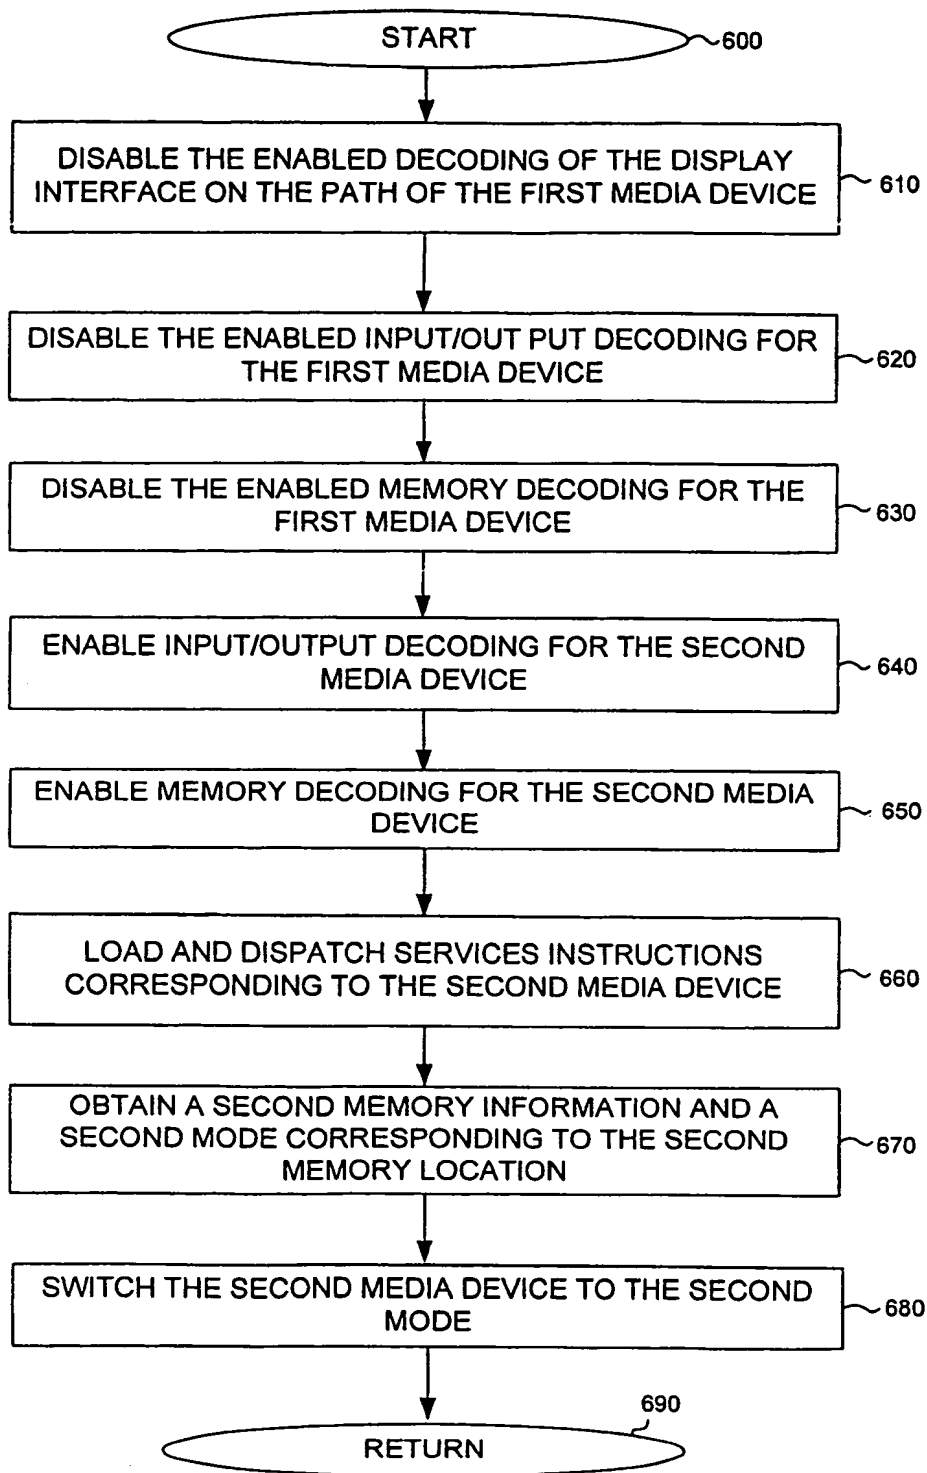 START
600
DISABLE THE ENABLED DECODING OF THE DISPLAY
INTERFACE ON THE PATH OF THE FIRST MEDIA DEVICE
610
DISABLE THE ENABLED INPUT/OUT PUT DECODING FOR
THE FIRST MEDIA DEVICE
620
DISABLE THE ENABLED MEMORY DECODING FOR THE
FIRST MEDIA DEVICE
630
ENABLE INPUT/OUTPUT DECODING FOR THE SECOND
MEDIA DEVICE
640
ENABLE MEMORY DECODING FOR THE SECOND MEDIA
DEVICE
650
LOAD AND DISPATCH SERVICES INSTRUCTIONS
CORRESPONDING TO THE SECOND MEDIA DEVICE
660
OBTAIN A SECOND MEMORY INFORMATION AND A
SECOND MODE CORRESPONDING TO THE SECOND
MEMORY LOCATION
670
SWITCH THE SECOND MEDIA DEVICE TO THE SECOND
MODE
680
690
RETURN